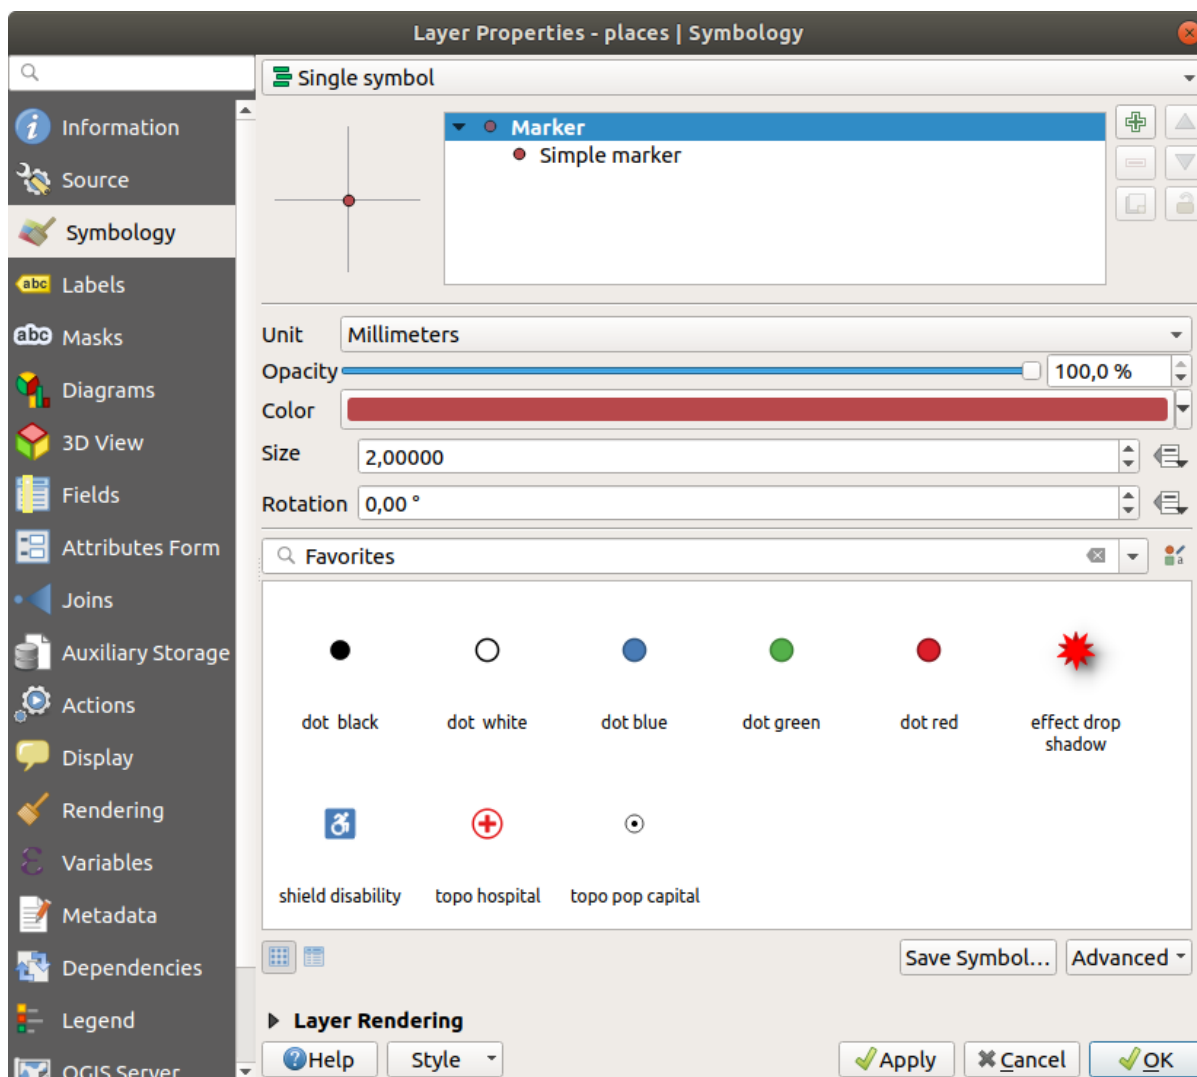 Layer Properties - places | Symbology
Single symbol
Information
Source
Symbology
abc Labels
abc Masks
Diagrams
3D View
Fields
Attributes Form
Joins
Auxiliary Storage
Actions
Display
Rendering
Variables
Metadata
Dependencies
Legend
QGIS Server
Marker
Simple marker
Unit Millimeters
Opacity 100,0 %
Color
Size 2,00000
Rotation 0,00 °
Favorites
dot black
dot white
dot blue
dot green
dot red
effect drop
shadow
shield disability
topo hospital
topo pop capital
Save Symbol...
Advanced
Layer Rendering
Help
Style
Apply
Cancel
OK